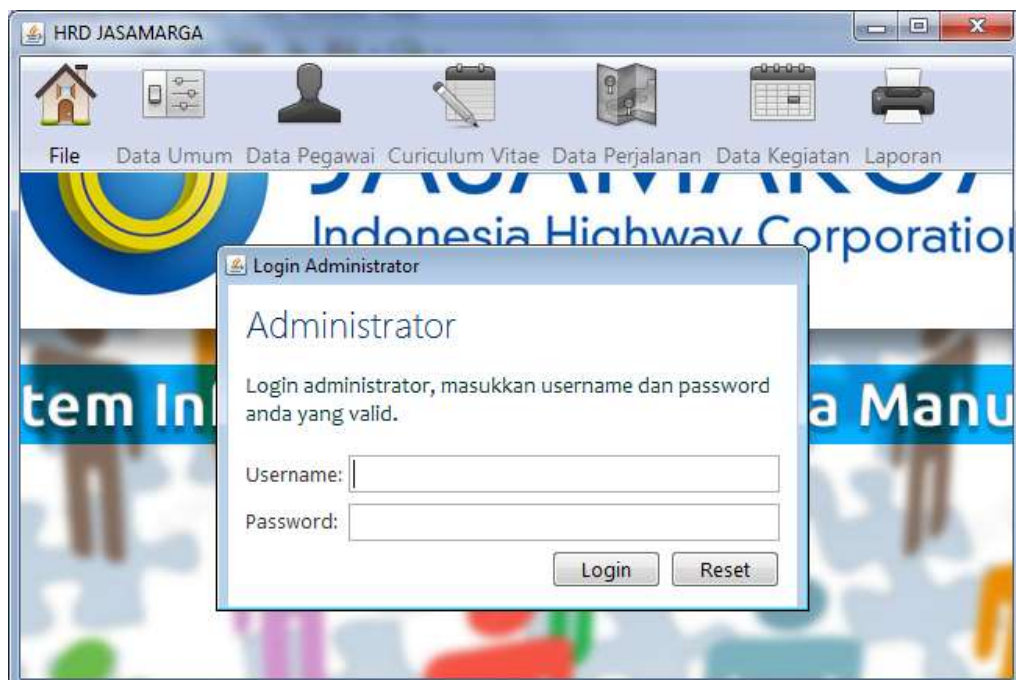 HRD JASAMARGA
File Data Umum Data Pegawai Curiculum Vitae Data Perjalanan Data Kegiatan Laporan
JASAMARGA
Indonesia Highway Corporatio
Login Administrator
Administrator
Login administrator, masukkan username dan password
anda yang valid.
tem In a Manu
Username:
Password:
Login Reset